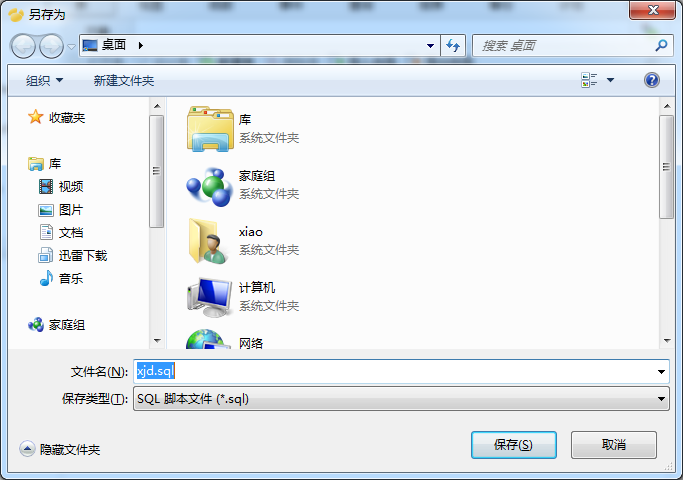 另存为
桌面
搜索 桌面
组织
新建文件夹
收藏夹
库
视频
图片
文档
迅雷下载
音乐
家庭组
库
系统文件夹
家庭组
系统文件夹
xiao
系统文件夹
计算机
系统文件夹
网络
文件名(N):
xjd.sql
保存类型(T):
SQL 脚本文件 (*.sql)
隐藏文件夹
保存(S)
取消